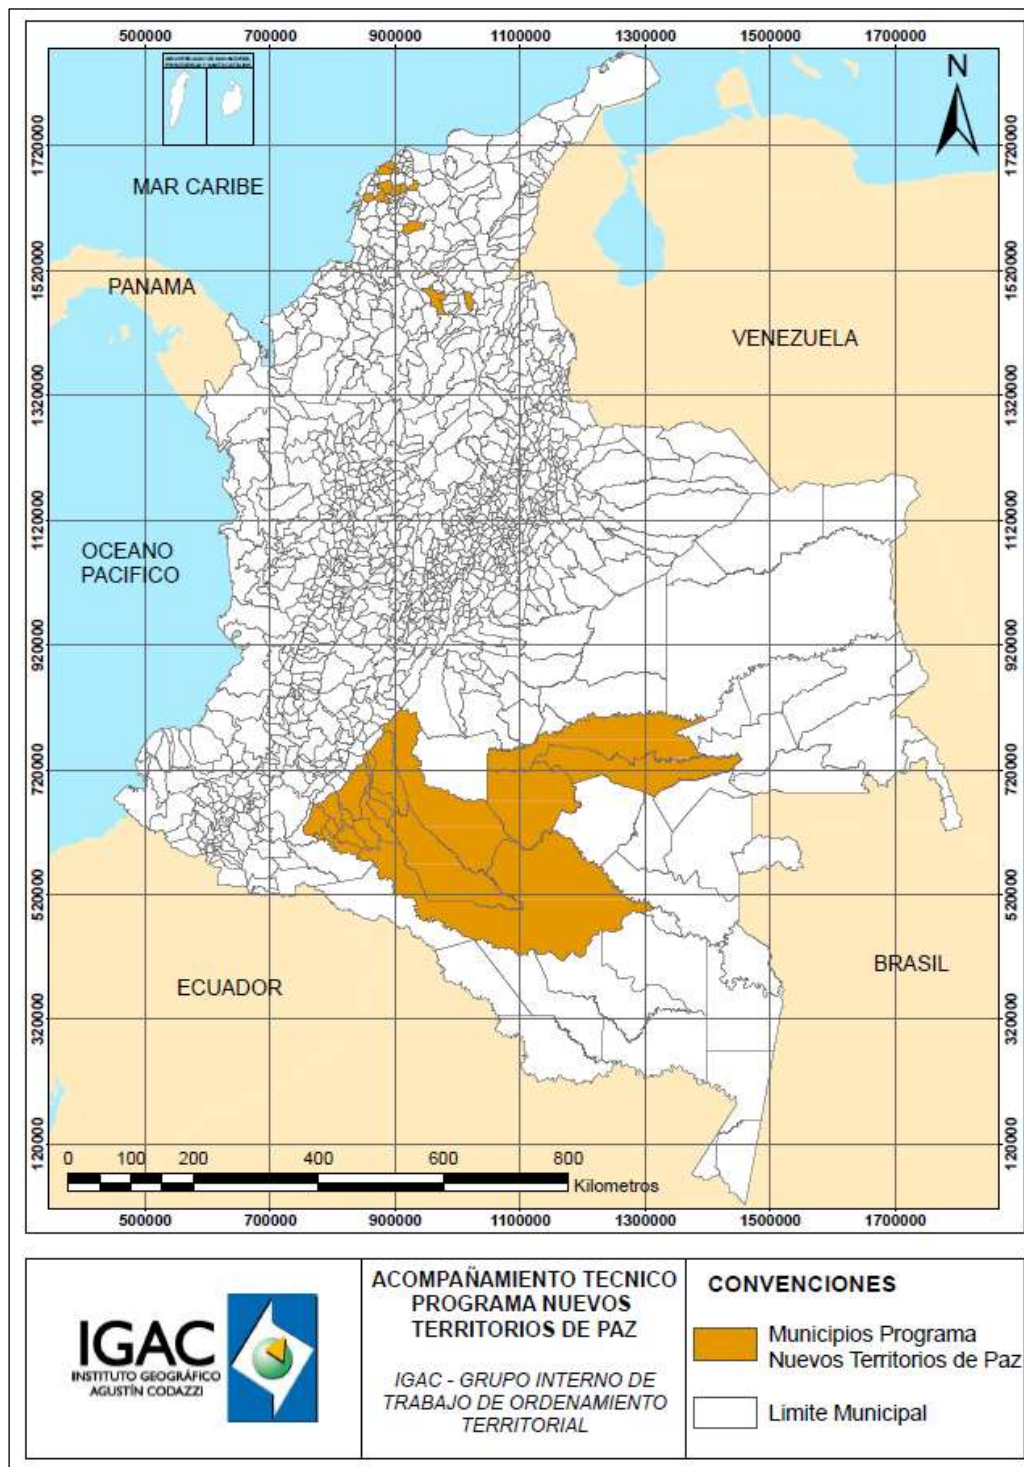 500000 700000 900000 1100000 1300000 1500000 1700000
N
1720000
1720000
MAR CARIBE
1520000
1520000
PANAMA
VENEZUELA
1320000
1320000
1120000
1120000
OCEANO
PACIFICO
920000
920000
720000
720000
520000
520000
BRASIL
ECUADOR
320000
320000
120000
120000
0 100 200 400 600 800
Kilometros
500000 700000 900000 1100000 1300000 1500000 1700000
IGAC
INSTITUTO GEOGRÁFICO
AGUSTÍN CODAZZI
ACOMPAÑAMIENTO TECNICO
PROGRAMA NUEVOS
TERRITORIOS DE PAZ
IGAC - GRUPO INTERNO DE
TRABAJO DE ORDENAMIENTO
TERRITORIAL
CONVENCIONES
Municipios Programa
Nuevos Territorios de Paz
Limite Municipal